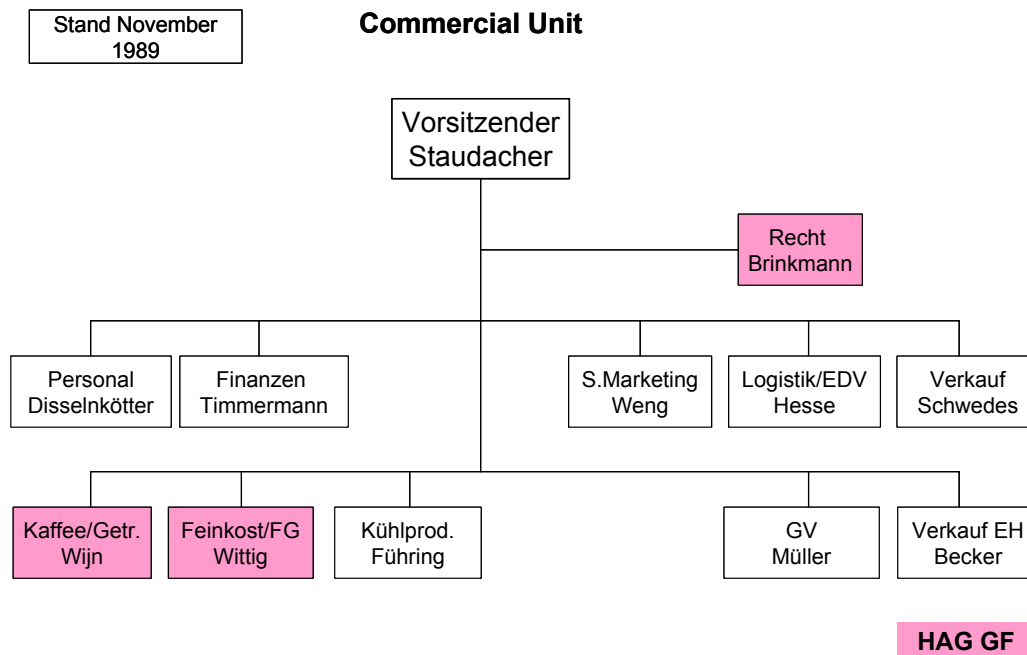 Stand November
1989
Commercial Unit
Vorsitzender
Staudacher
Recht
Brinkmann
Personal
Disselnkötter
Finanzen
Timmermann
S.Marketing
Weng
Logistik/EDV
Hesse
Verkauf
Schwedes
Kaffee/Getr.
Wijn
Feinkost/FG
Wittig
Kühlprod.
Führing
GV
Müller
Verkauf EH
Becker
HAG GF